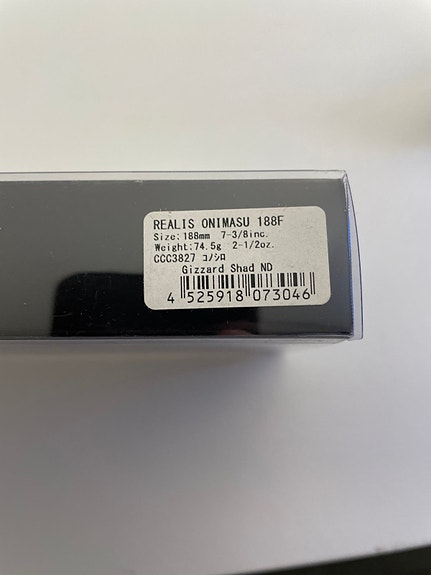 REALIS ONIMASU 188F
Size:188mm 7-3/8inc.
Weight:74.5g 2-1/2oz.
CCC3827 コノシロ
Gizzard Shad ND
4 525918 073046